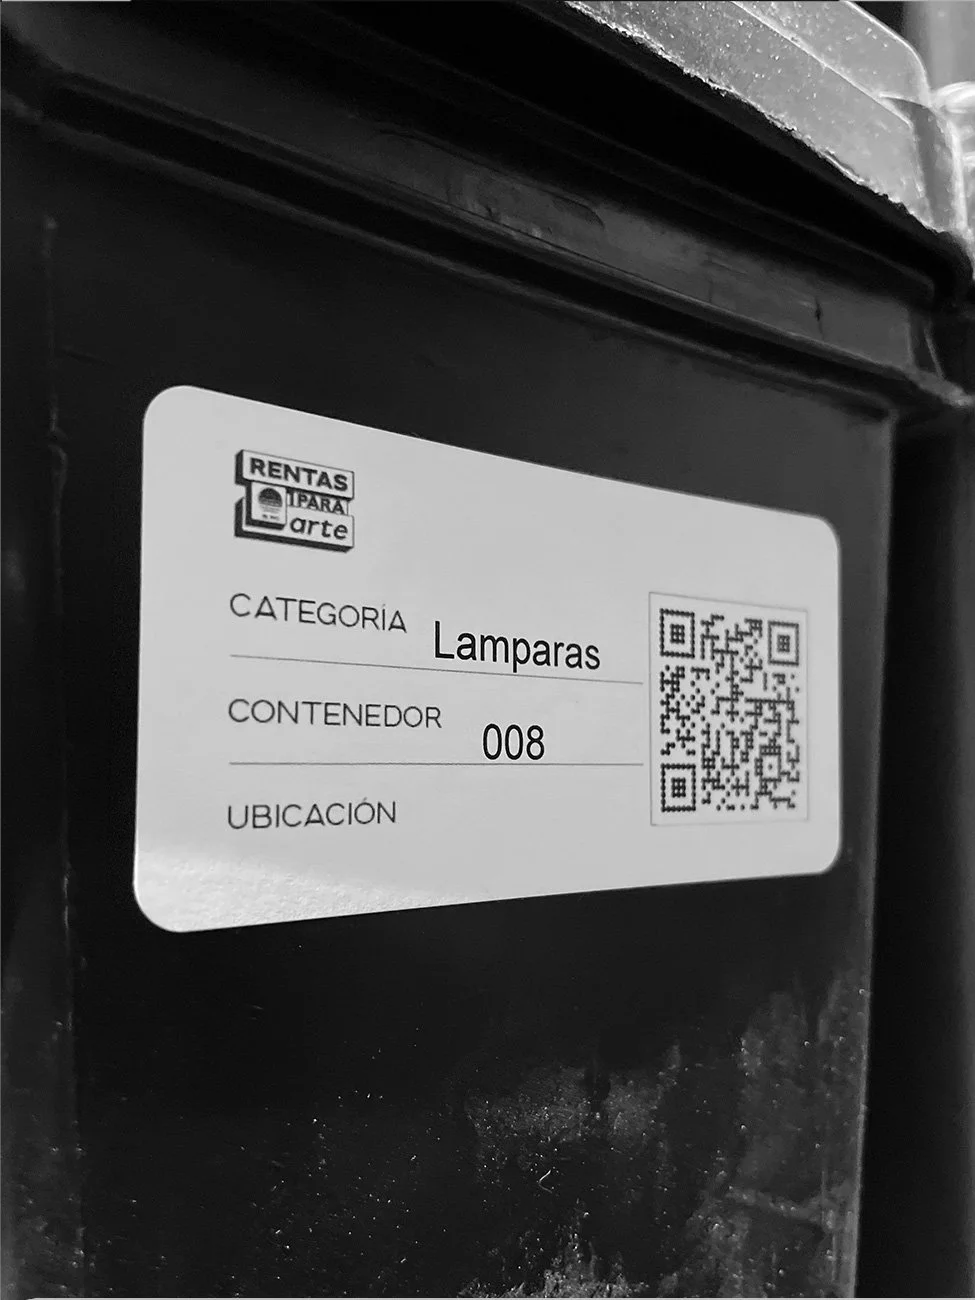 RENTAS
PARA
arte
CATEGORÍA Lamparas
CONTENEDOR 008
UBICACIÓN